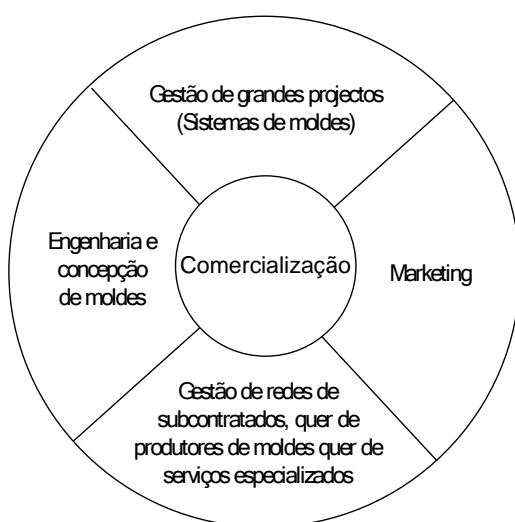 Gestão de grandes projectos
(Sistemas de moldes)
Engenharia e
concepção
de moldes
Comercialização
Marketing
Gestão de redes de
subcontratados, quer de
produtores de moldes quer de
serviços especializados